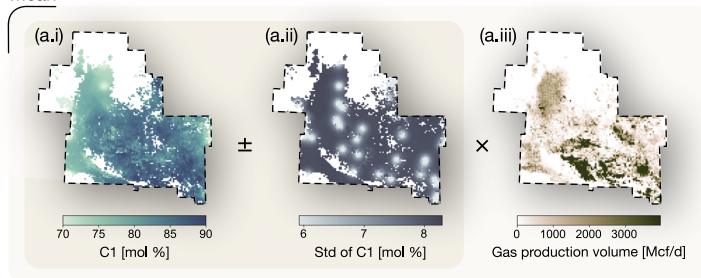 (a.i)
(a.ii)
(a.iii)
±
×
70 75 80 85 90
C1 [mol %]
6 7 8
Std of C1 [mol %]
0 1000 2000 3000
Gas production volume [Mcf/d]